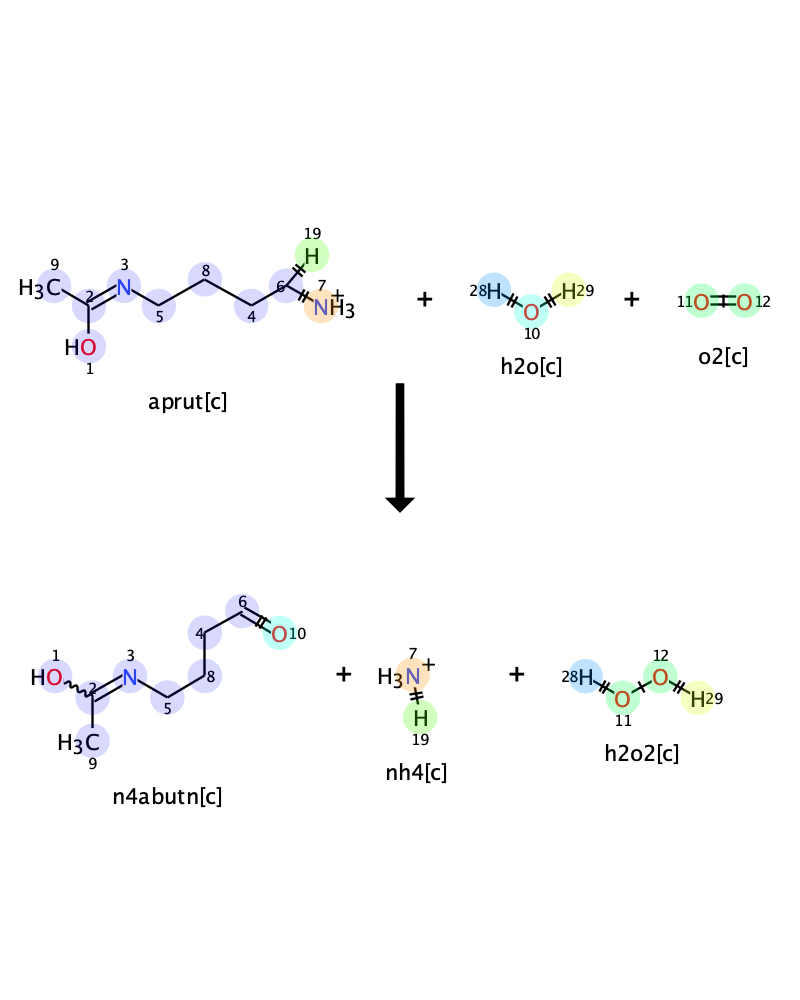 19
H
9 3 8 6 7
H3C 2 N NH3+ + 28H H29 + 11O O12
5 4 O
HO 10
1 h2o[c] o2[c]
aprut[c]
6
4 O10
1 3 7 12
HO 2 N 8 + H3N+ + 28H O H29
5 O
H3C H 11
9 19 h2o2[c]
n4abutn[c] nh4[c]